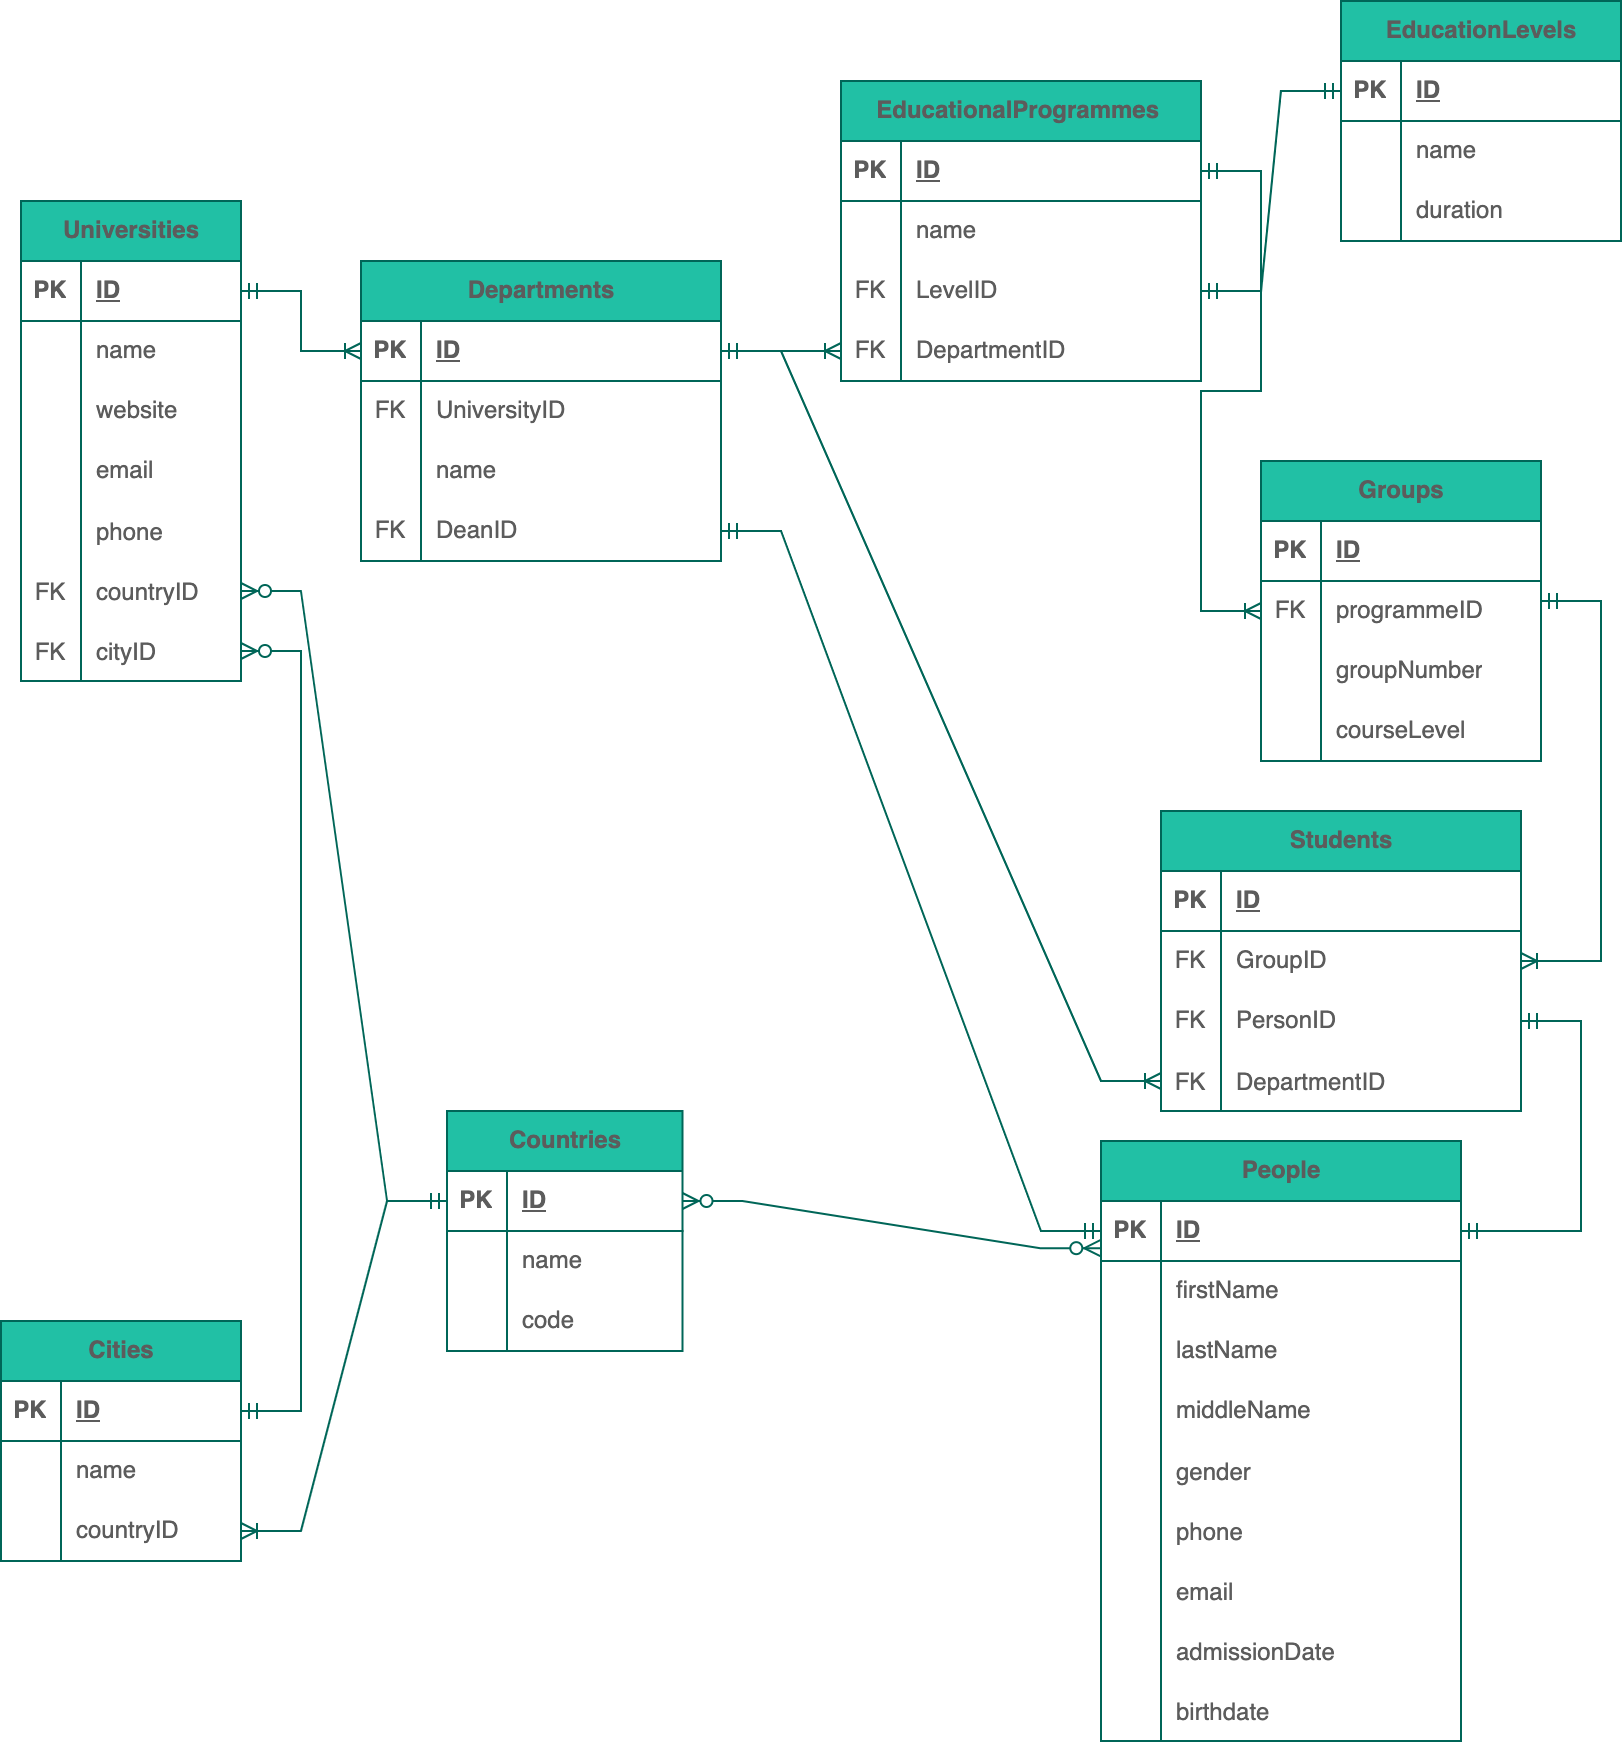 EducationLevels
PK ID
name
duration
EducationalProgrammes
PK ID
name
FK LevelID
FK DepartmentID
Universities
PK ID
name
website
email
phone
FK countryID
FK cityID
Departments
PK ID
FK UniversityID
name
FK DeanID
Groups
PK ID
FK programmeID
groupNumber
courseLevel
Students
PK ID
FK GroupID
FK PersonID
FK DepartmentID
Countries
PK ID
name
code
People
PK ID
firstName
lastName
middleName
gender
phone
email
admissionDate
birthdate
Cities
PK ID
name
countryID